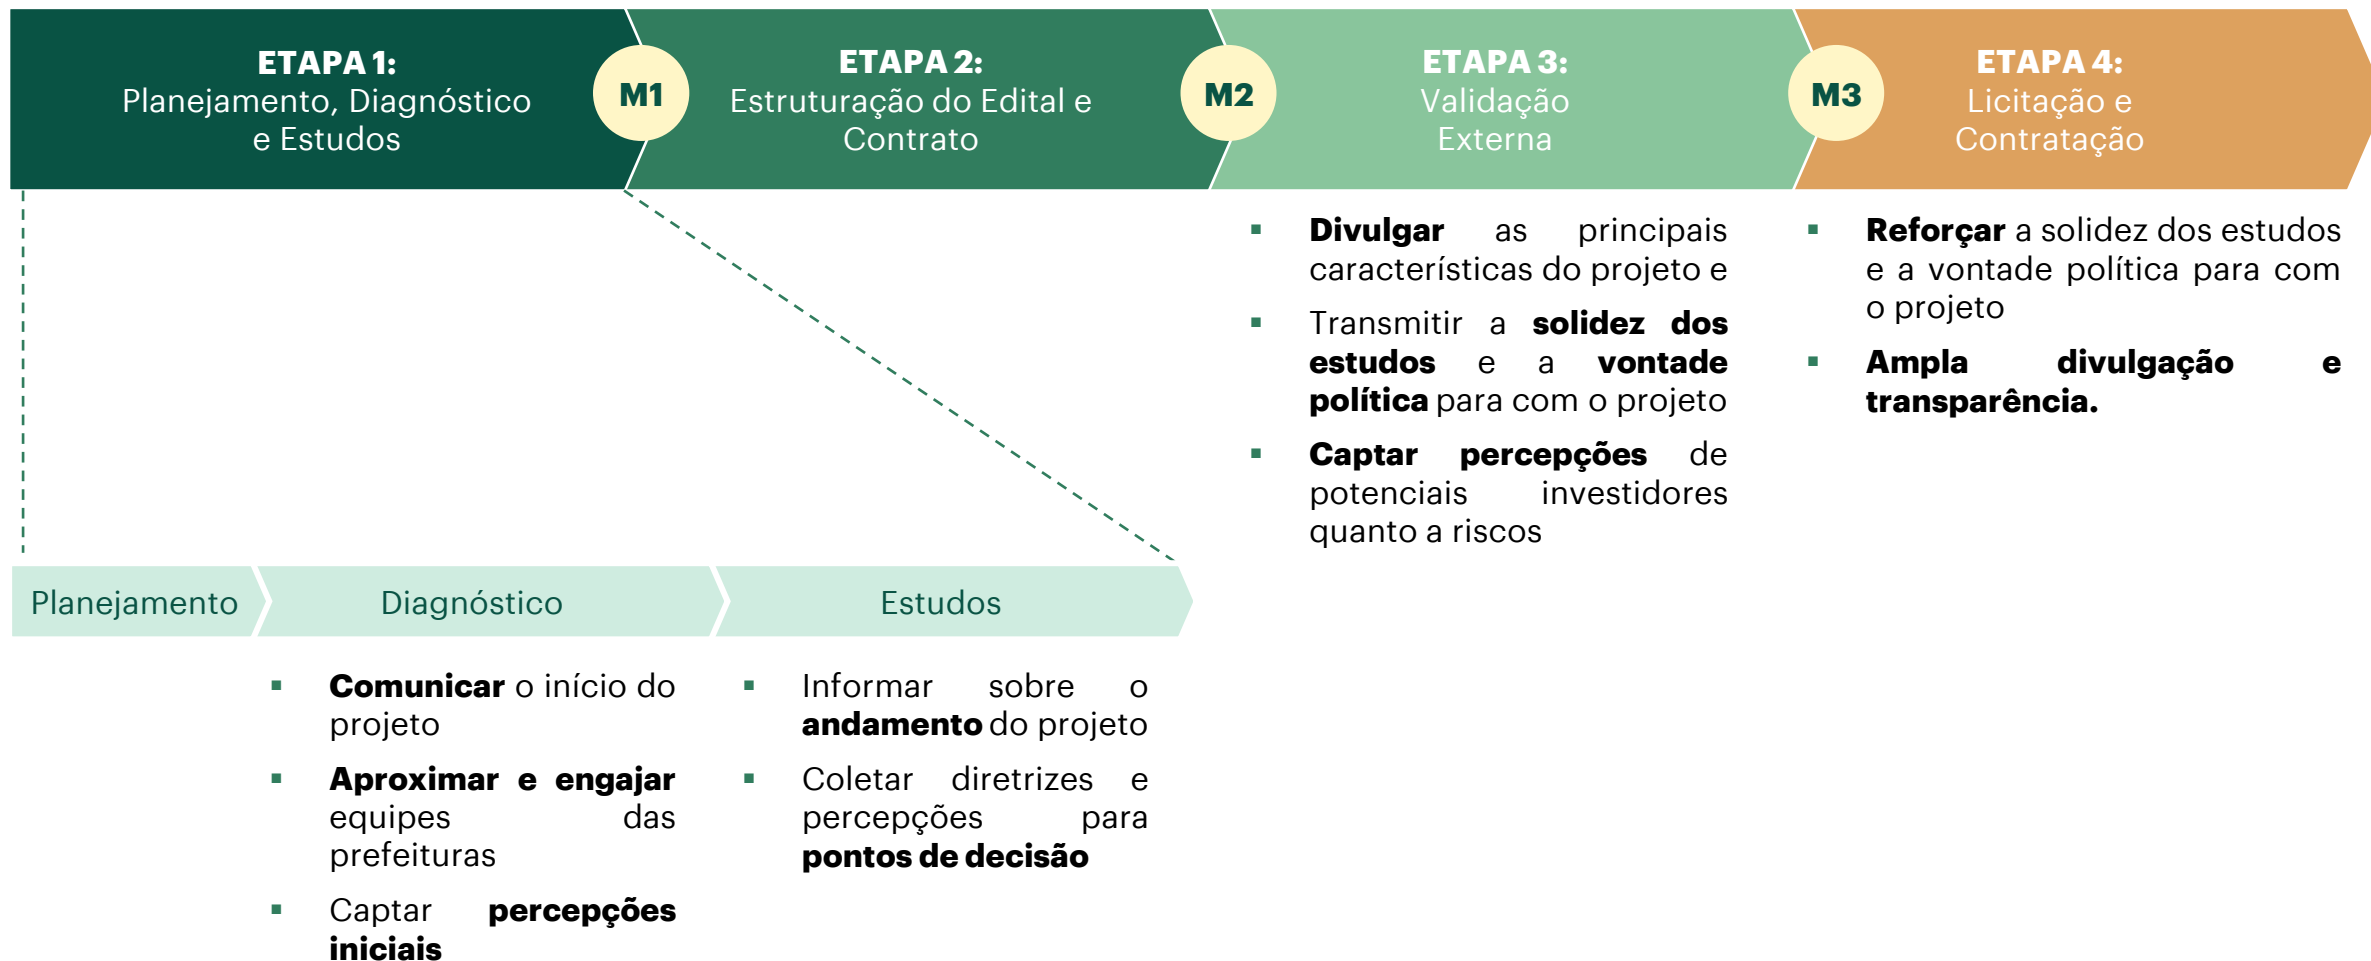 ETAPA 1:
Planejamento, Diagnóstico
e Estudos
M1
ETAPA 2:
Estruturação do Edital e
Contrato
M2
ETAPA 3:
Validação
Externa
M3
ETAPA 4:
Licitação e
Contratação
▪ Divulgar as principais
características do projeto e
▪ Transmitir a solidez dos
estudos e a vontade
política para com o projeto
▪ Captar percepções de
potenciais investidores
quanto a riscos
▪ Reforçar a solidez dos estudos
e a vontade política para com
o projeto
▪ Ampla divulgação e
transparência.
Planejamento
Diagnóstico
Estudos
▪ Comunicar o início do
projeto
▪ Aproximar e engajar
equipes das
prefeituras
▪ Captar percepções
iniciais
▪ Informar sobre o
andamento do projeto
▪ Coletar diretrizes e
percepções para
pontos de decisão